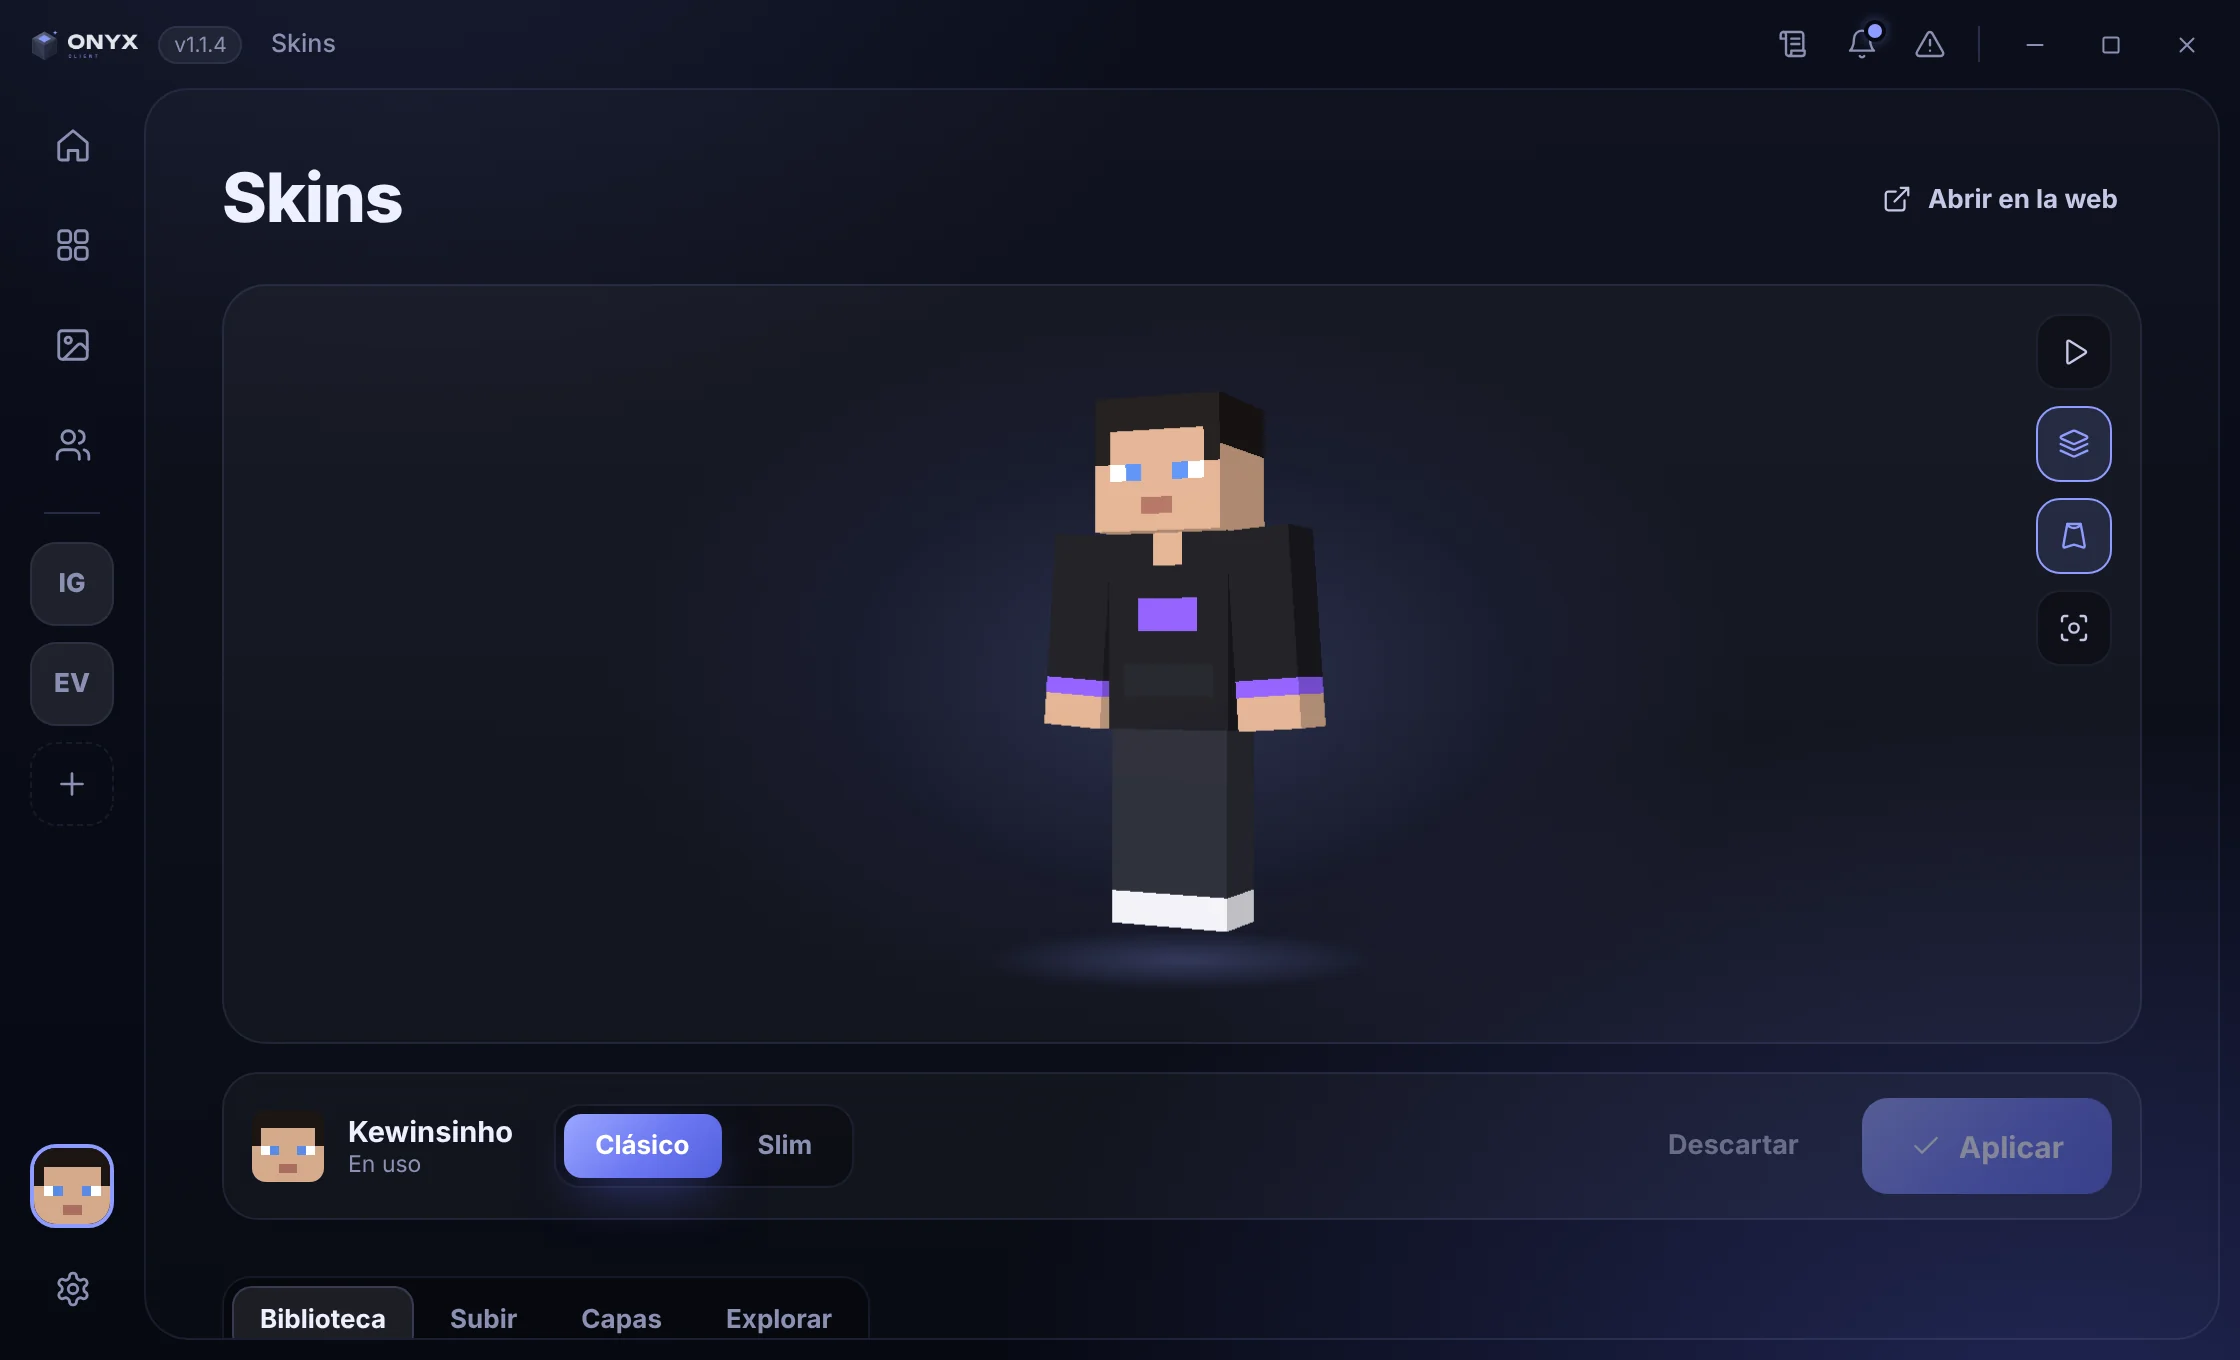 ONYX
CLIENT
v1.1.4
Skins
Skins
Abrir en la web
IG
EV
Kewinsinho
En uso
Clásico
Slim
Descartar
Aplicar
Biblioteca
Subir
Capas
Explorar